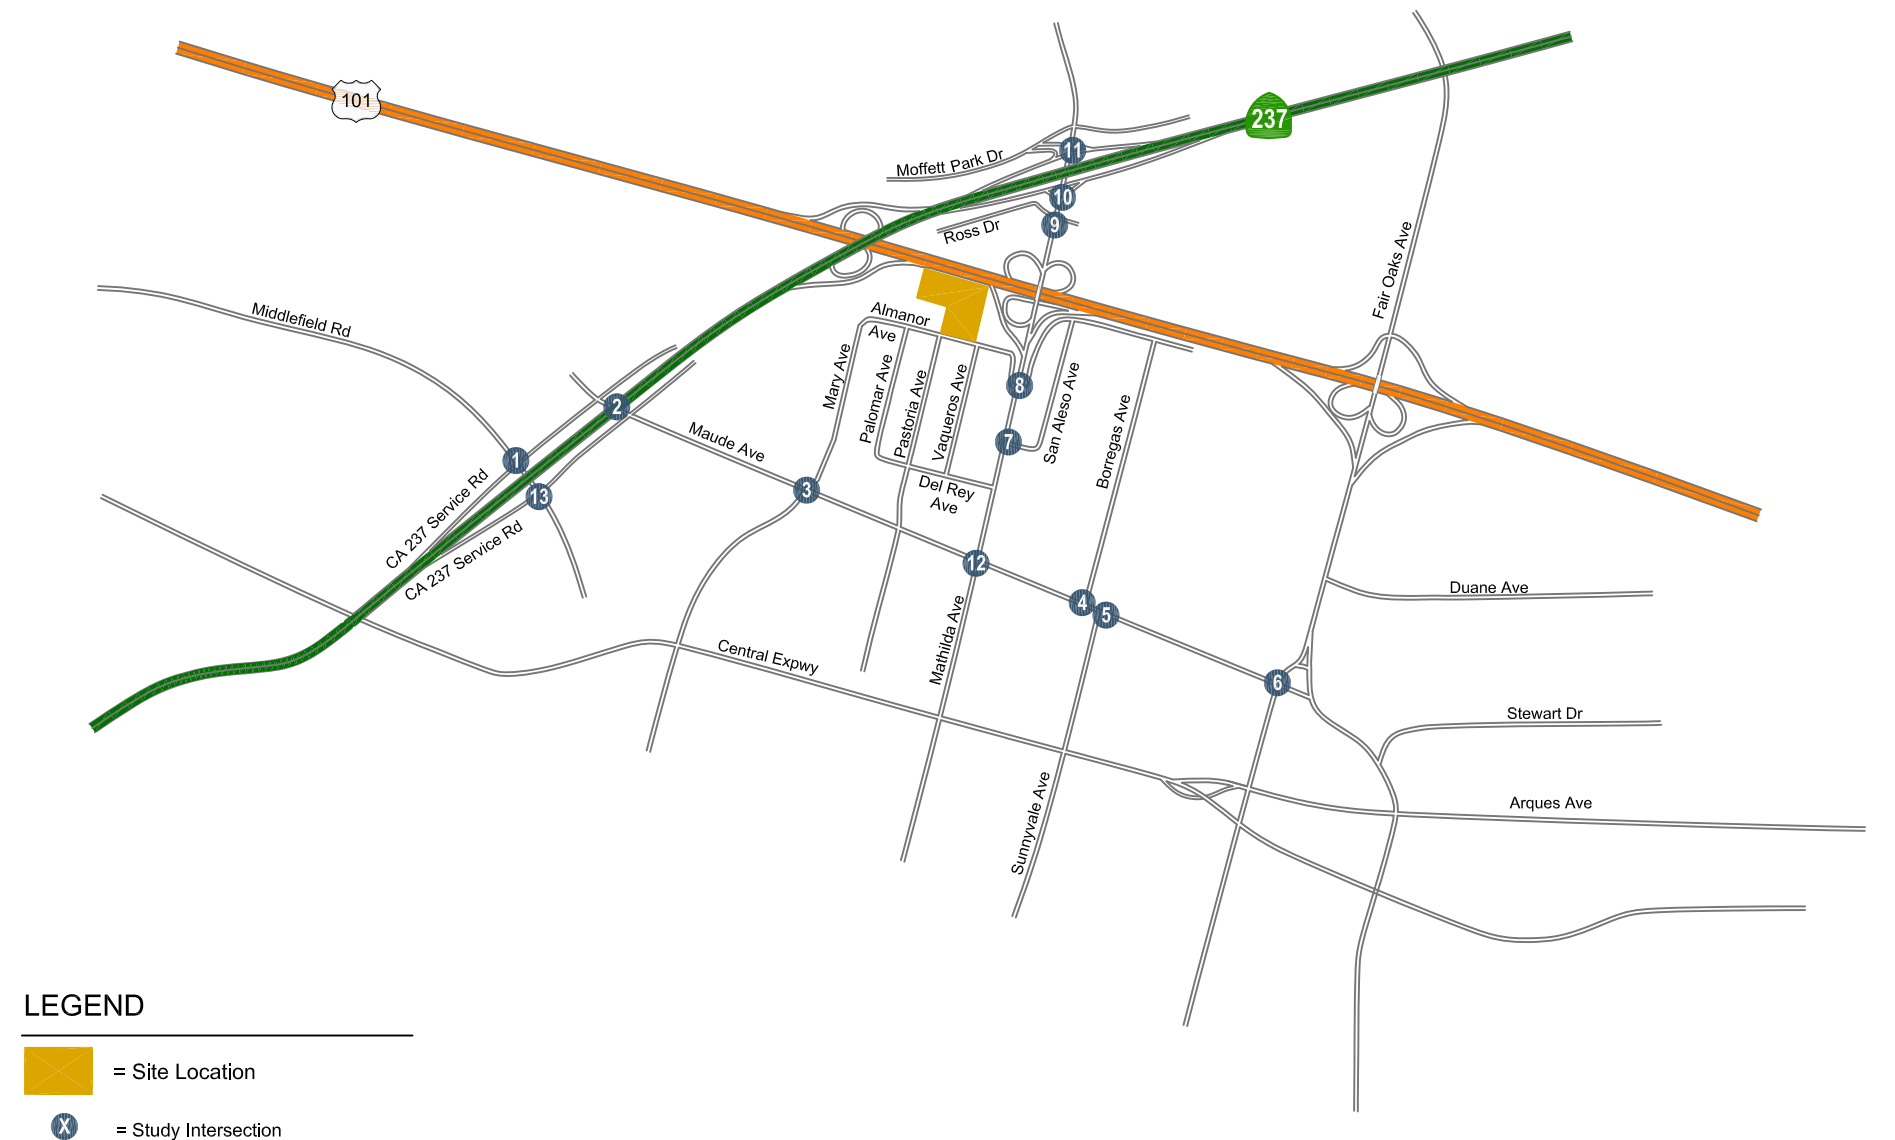 101
237
11
Moffett Park Dr
10
9
Ross Dr
Fair Oaks Ave
Middlefield Rd
Almanor
Ave
Mary Ave
Palomar Ave
Pastoria Ave
Vaqueros Ave
8
San Aleso Ave
Borregas Ave
2
Maude Ave
7
1
13
3
Del Rey
Ave
CA 237 Service Rd
CA 237 Service Rd
12
4
5
Duane Ave
Mathilda Ave
Central Expwy
6
Stewart Dr
Sunnyvale Ave
Arques Ave
LEGEND
= Site Location
X
= Study Intersection